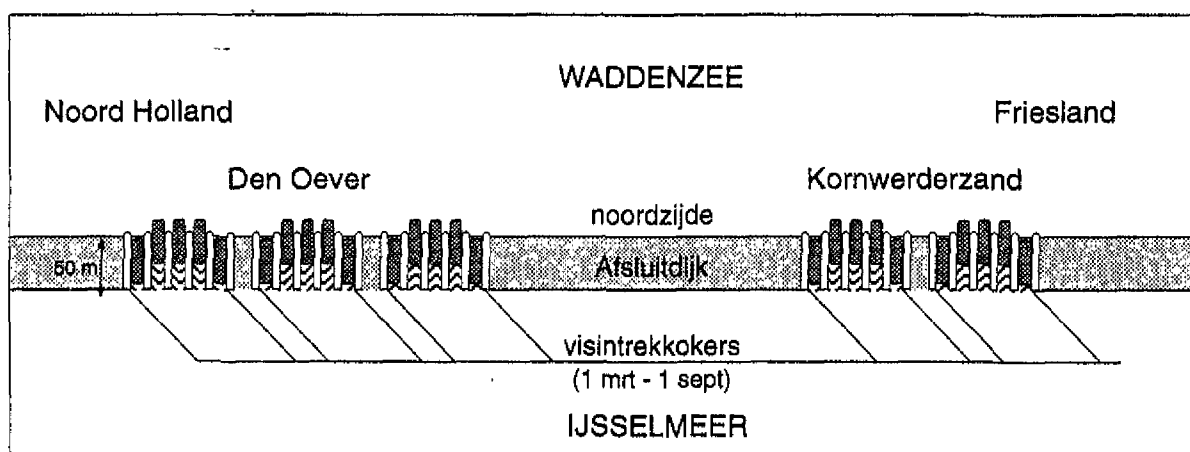 WADDENZEE
Noord Holland
Friesland
Den Oever
Kornwerderzand
noordzijde
50 m
Afsluitdijk
visintrekkokers
(1 mrt - 1 sept)
IJSSELMEER